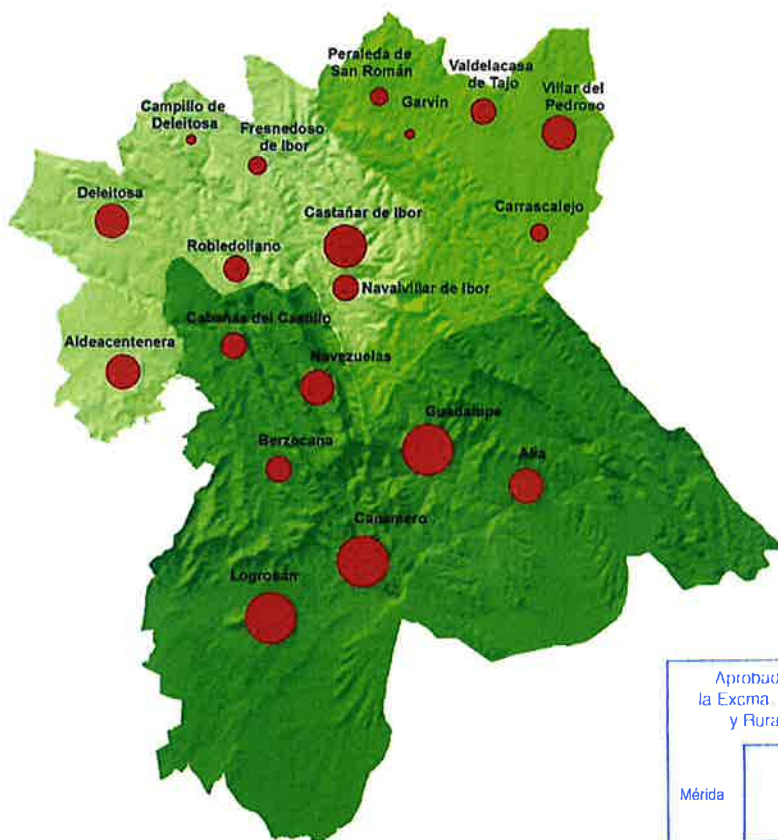 Peraleda de
San Román
Valdelacasa
de Tajo
Villar del
Pedroso
Garvín
Campillo de
Deleitosa
Fresnedoso
de Ibor
Deleitosa
Castañar de Ibor
Carrascalejo
Robledollano
Navalvillar de Ibor
Cabañas del Castillo
Aldeacentenera
Navezuelas
Guadalupe
Berzocana
Alía
Cañamero
Logrosán
Aprobad
la Excma.
y Rura
Mérida